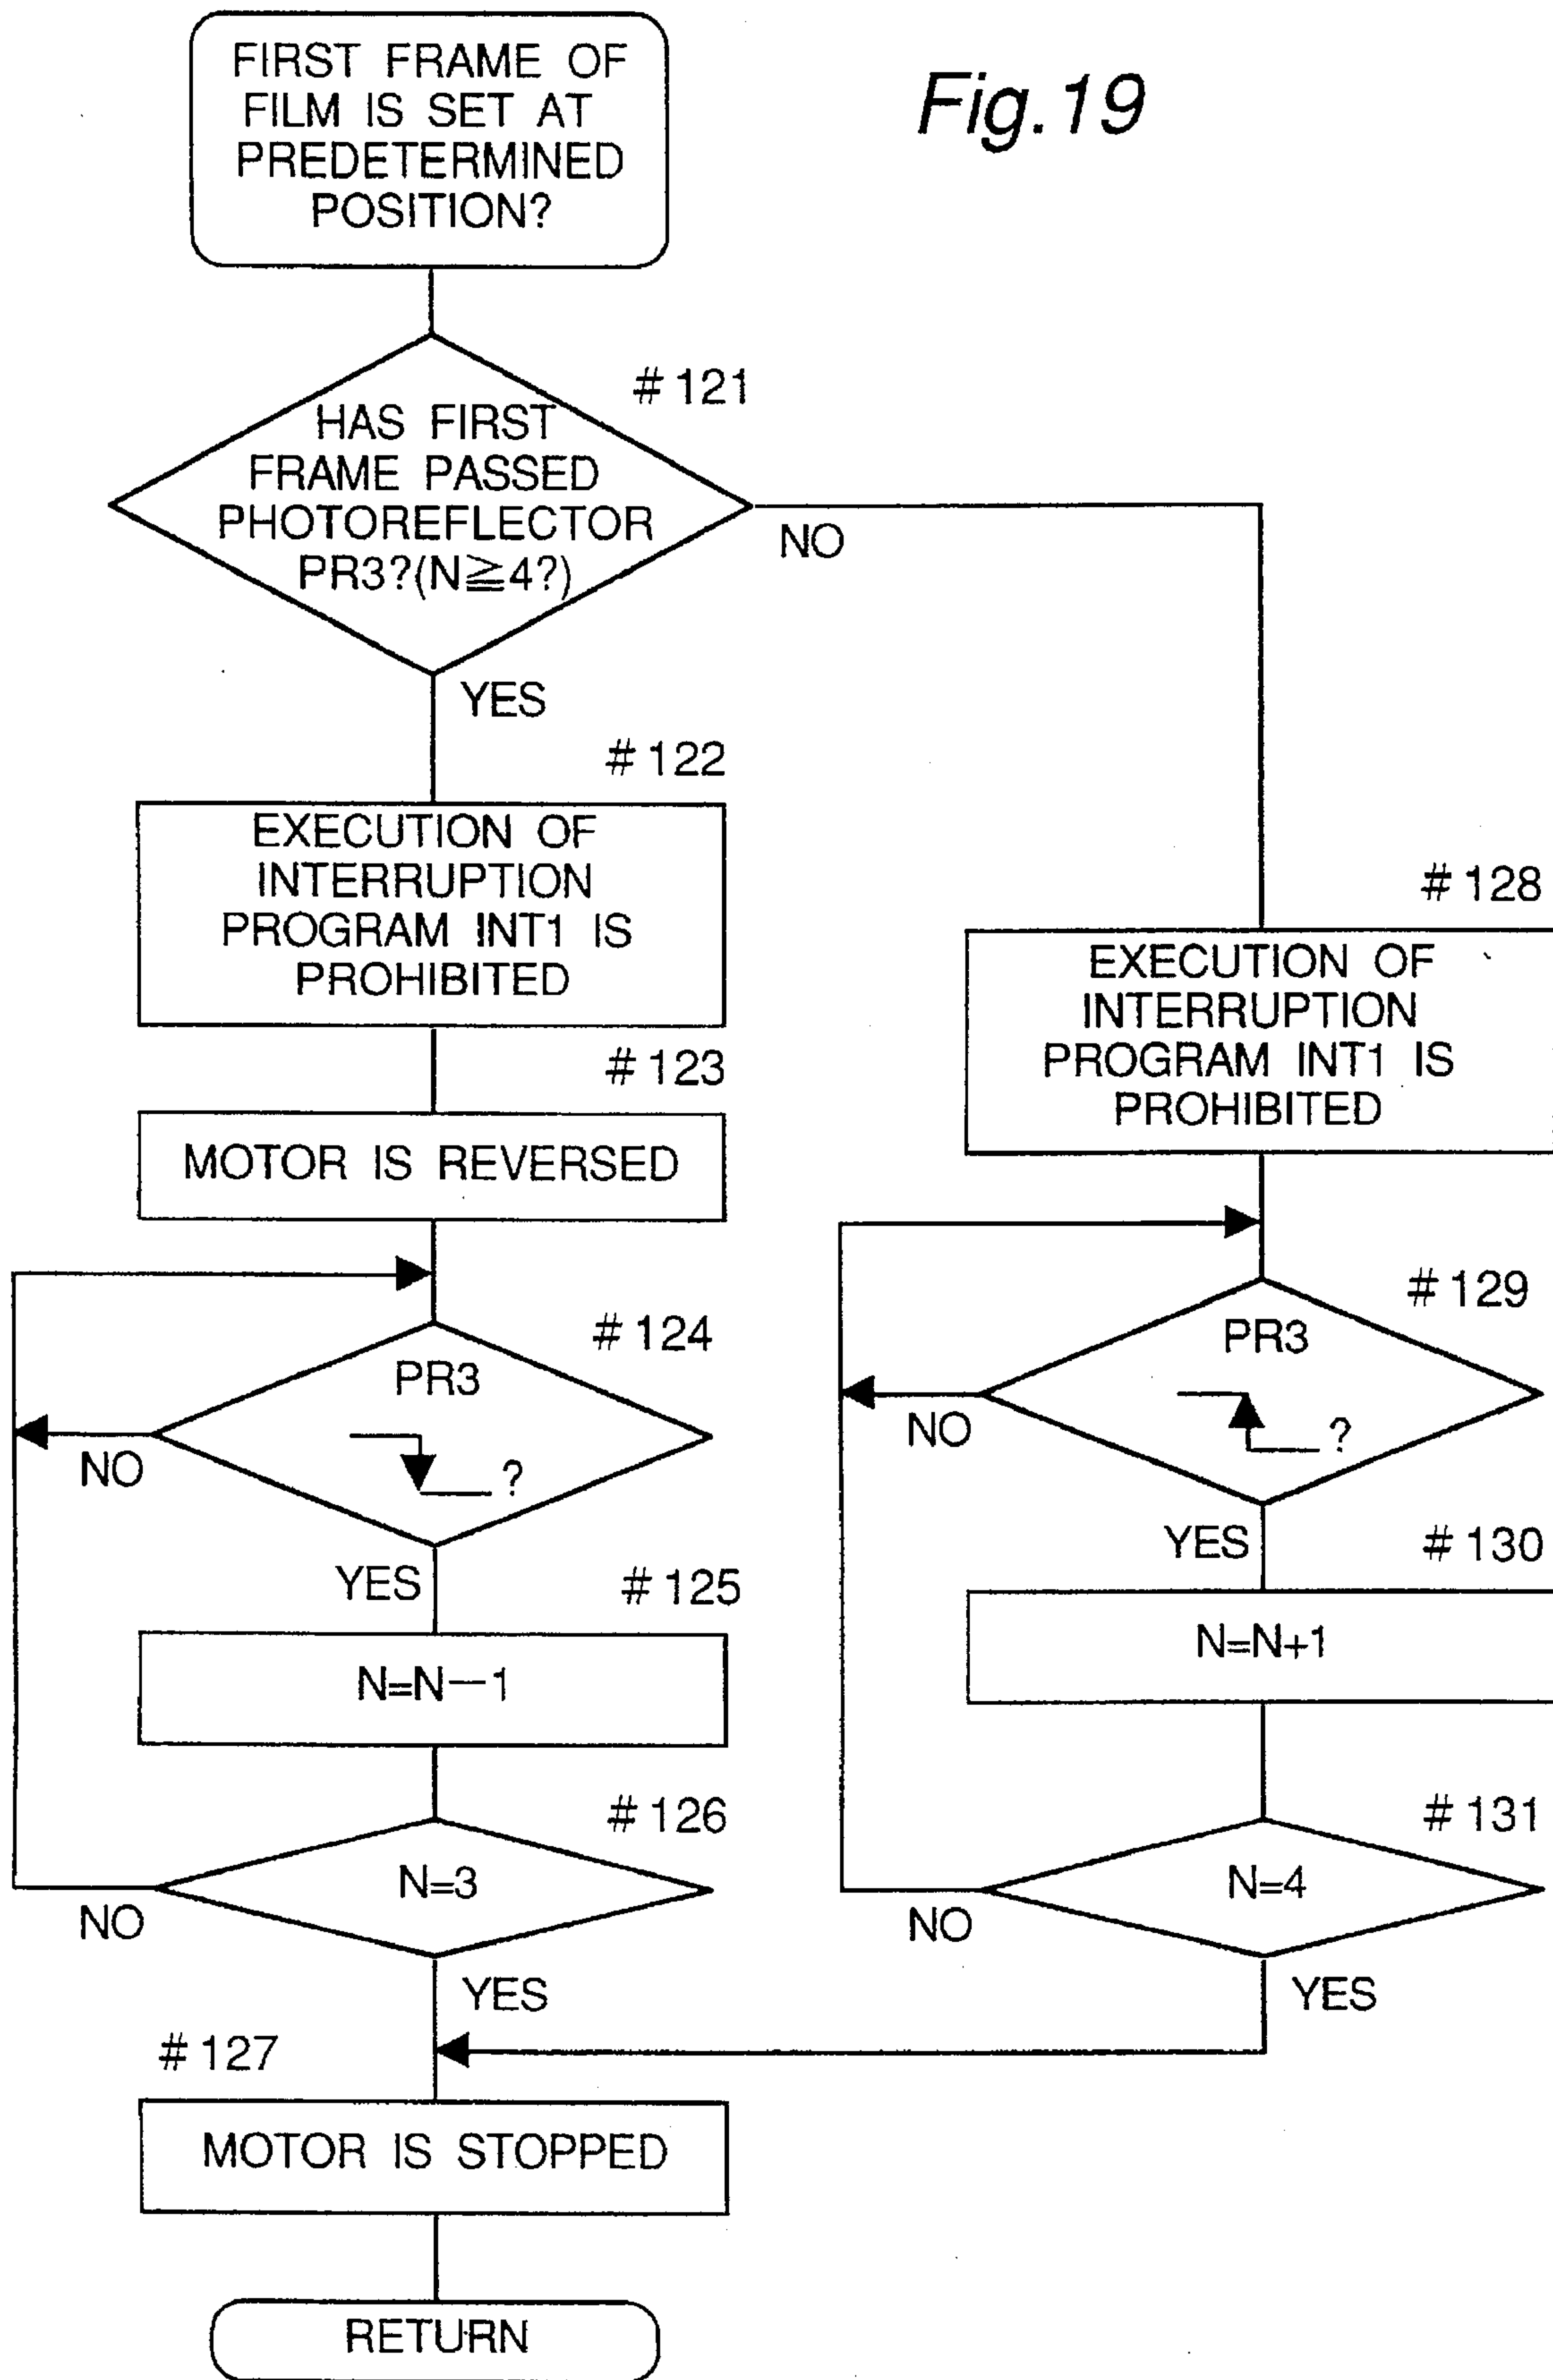 Fig.19
FIRST FRAME OF
FILM IS SET AT
PREDETERMINED
POSITION?
#121
HAS FIRST
FRAME PASSED
PHOTOREFLECTOR
PR3?(N≧4?)
NO
YES
#122
EXECUTION OF
INTERRUPTION
PROGRAM INT1 IS
PROHIBITED
#123
MOTOR IS REVERSED
#124
PR3
?
NO
YES
#125
N=N−1
#126
N=3
NO
YES
#128
EXECUTION OF
INTERRUPTION
PROGRAM INT1 IS
PROHIBITED
#129
PR3
?
NO
YES
#130
N=N+1
#131
N=4
NO
YES
#127
MOTOR IS STOPPED
RETURN